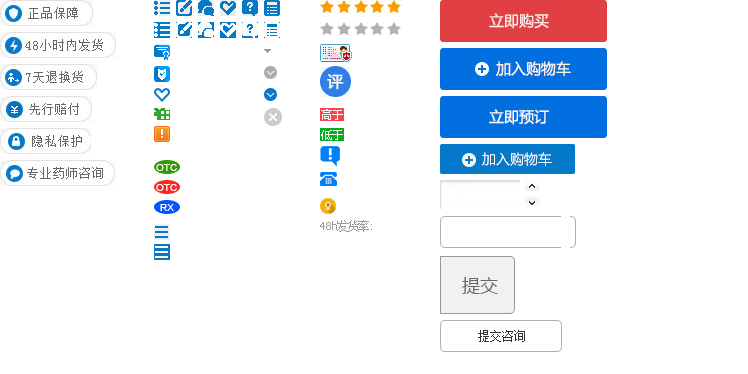 正品保障
48小时内发货
7天退换货
先行赔付
隐私保护
专业药师咨询
OTC
OTC
RX
评
高于
低于
48h发货率:
立即购买
加入购物车
立即预订
加入购物车
提交
提交咨询